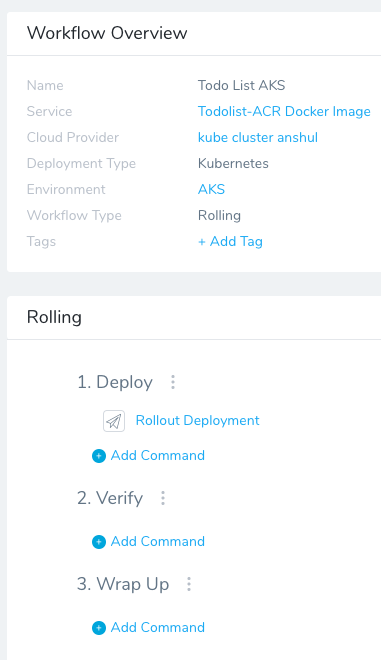 Workflow Overview
Name Todo List AKS
Service Todolist-ACR Docker Image
Cloud Provider kube cluster anshul
Deployment Type Kubernetes
Environment AKS
Workflow Type Rolling
Tags + Add Tag
Rolling
1. Deploy
Rollout Deployment
+ Add Command
2. Verify
+ Add Command
3. Wrap Up
+ Add Command